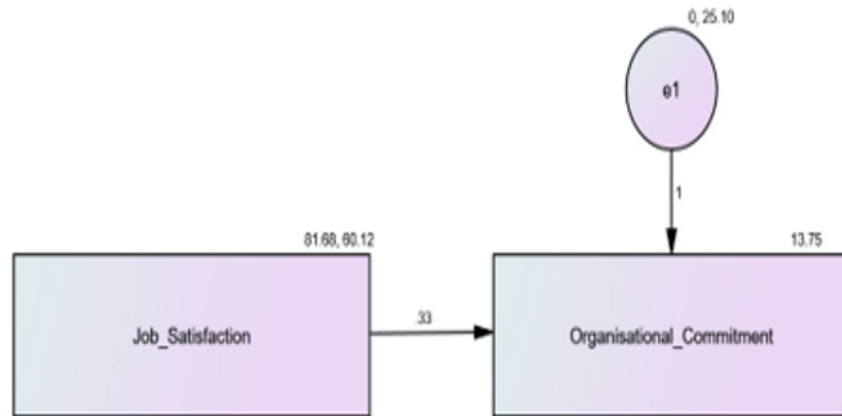 0, 25.10
e1
1
81.68, 60.12
13.75
Job_Satisfaction
.33
Organisational_Commitment